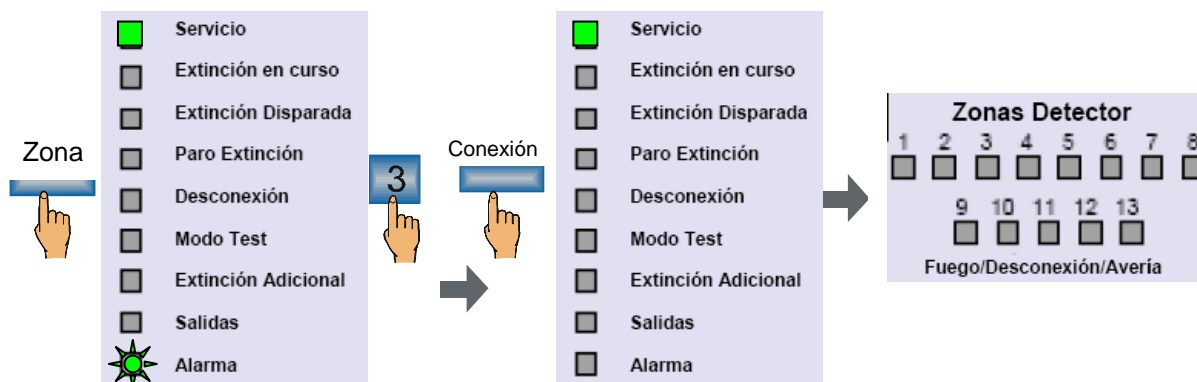 Zona
Servicio
Extinción en curso
Extinción Disparada
Paro Extinción
Desconexión
Modo Test
Extinción Adicional
Salidas
Alarma
3
Conexión
Servicio
Extinción en curso
Extinción Disparada
Paro Extinción
Desconexión
Modo Test
Extinción Adicional
Salidas
Alarma
Zonas Detector
1 2 3 4 5 6 7 8
9 10 11 12 13
Fuego/Desconexión/Avería